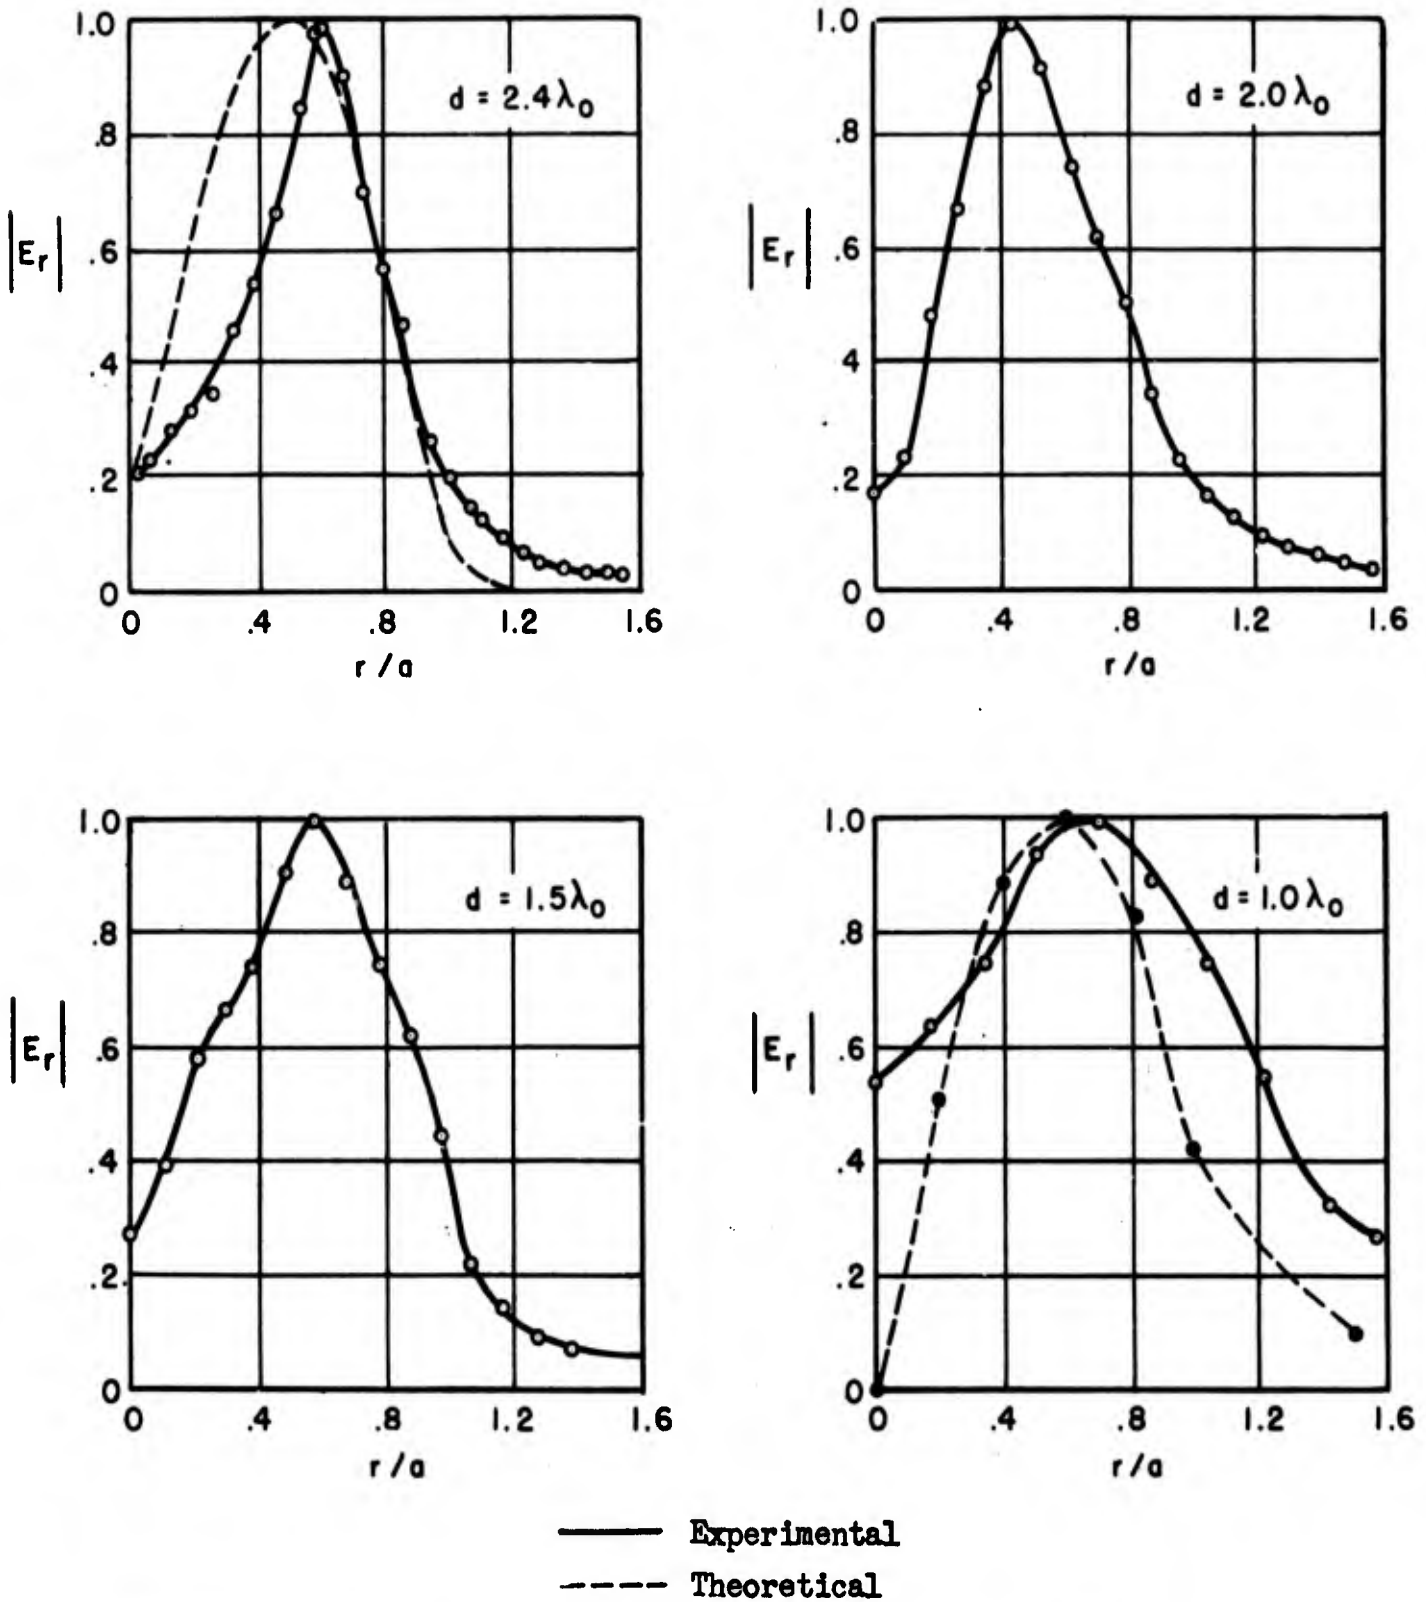 d = 2.4λ₀
|Eᵣ|
1.0
.8
.6
.4
.2
0
0 .4 .8 1.2 1.6
r/a
d = 2.0λ₀
|Eᵣ|
1.0
.8
.6
.4
.2
0
0 .4 .8 1.2 1.6
r/a
d = 1.5λ₀
|Eᵣ|
1.0
.8
.6
.4
.2
0
0 .4 .8 1.2 1.6
r/a
d = 1.0λ₀
|Eᵣ|
1.0
.8
.6
.4
.2
0
0 .4 .8 1.2 1.6
r/a
Experimental
Theoretical